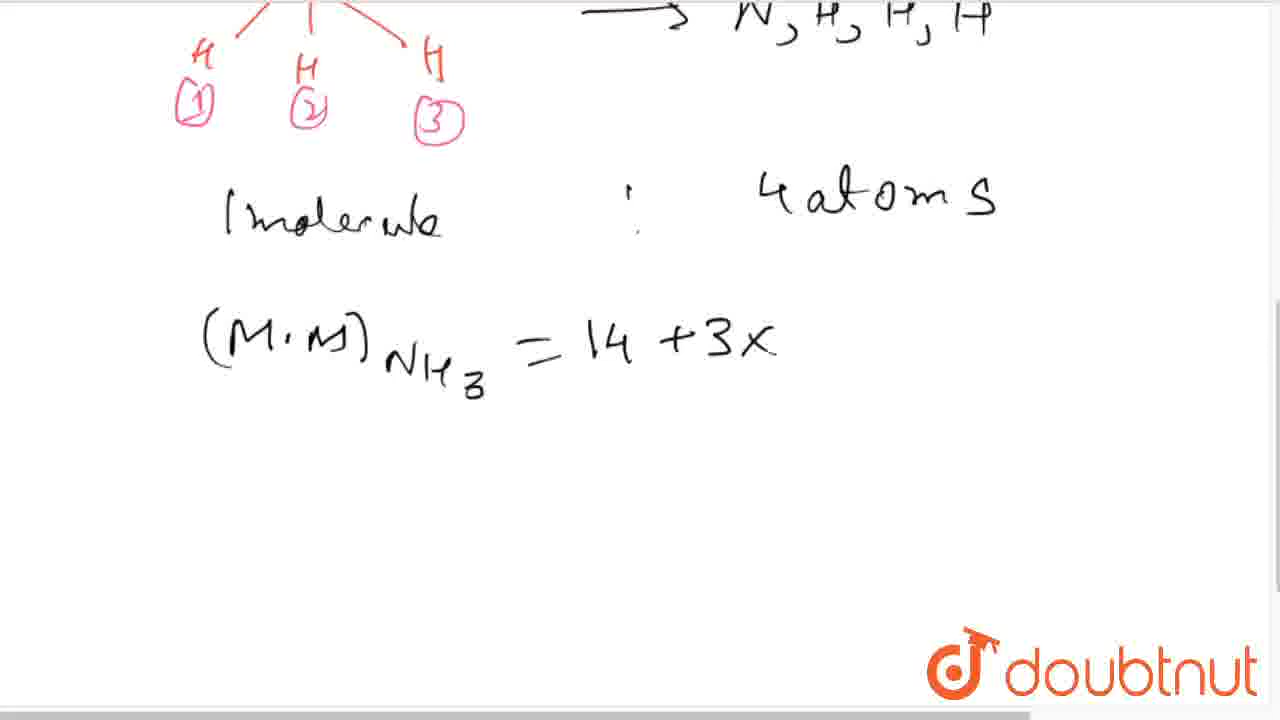 → N, H, H, H
H H H
1 2 3
1 molecule : 4 atoms
(M.M) NH3 = 14 + 3x
doubtnut